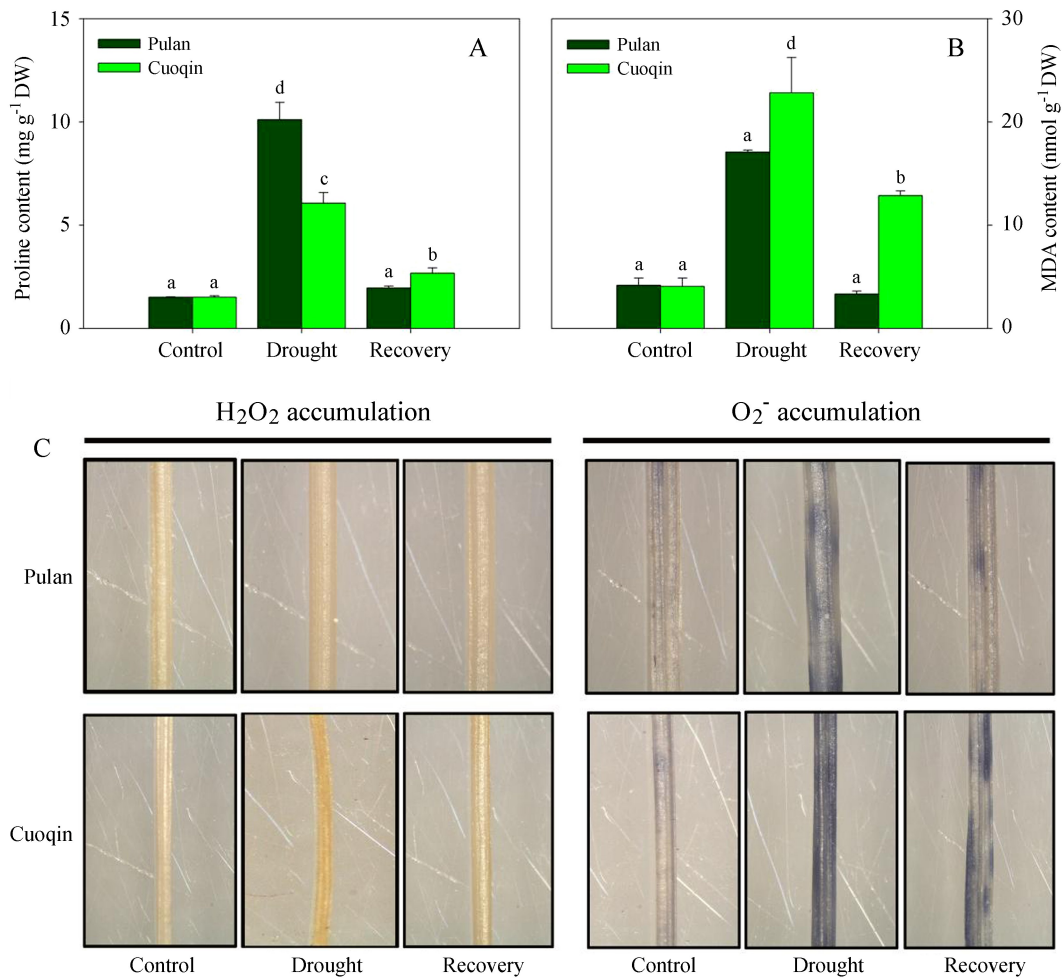 15
10
5
0
Proline content (mg g⁻¹ DW)
Pulan
Cuoqin
A
a
a
d
c
a
b
Control
Drought
Recovery
Pulan
Cuoqin
B
a
a
a
d
a
b
Control
Drought
Recovery
30
20
10
0
MDA content (nmol g⁻¹ DW)
C
H₂O₂ accumulation
O₂⁻ accumulation
Pulan
Cuoqin
Control
Drought
Recovery
Control
Drought
Recovery